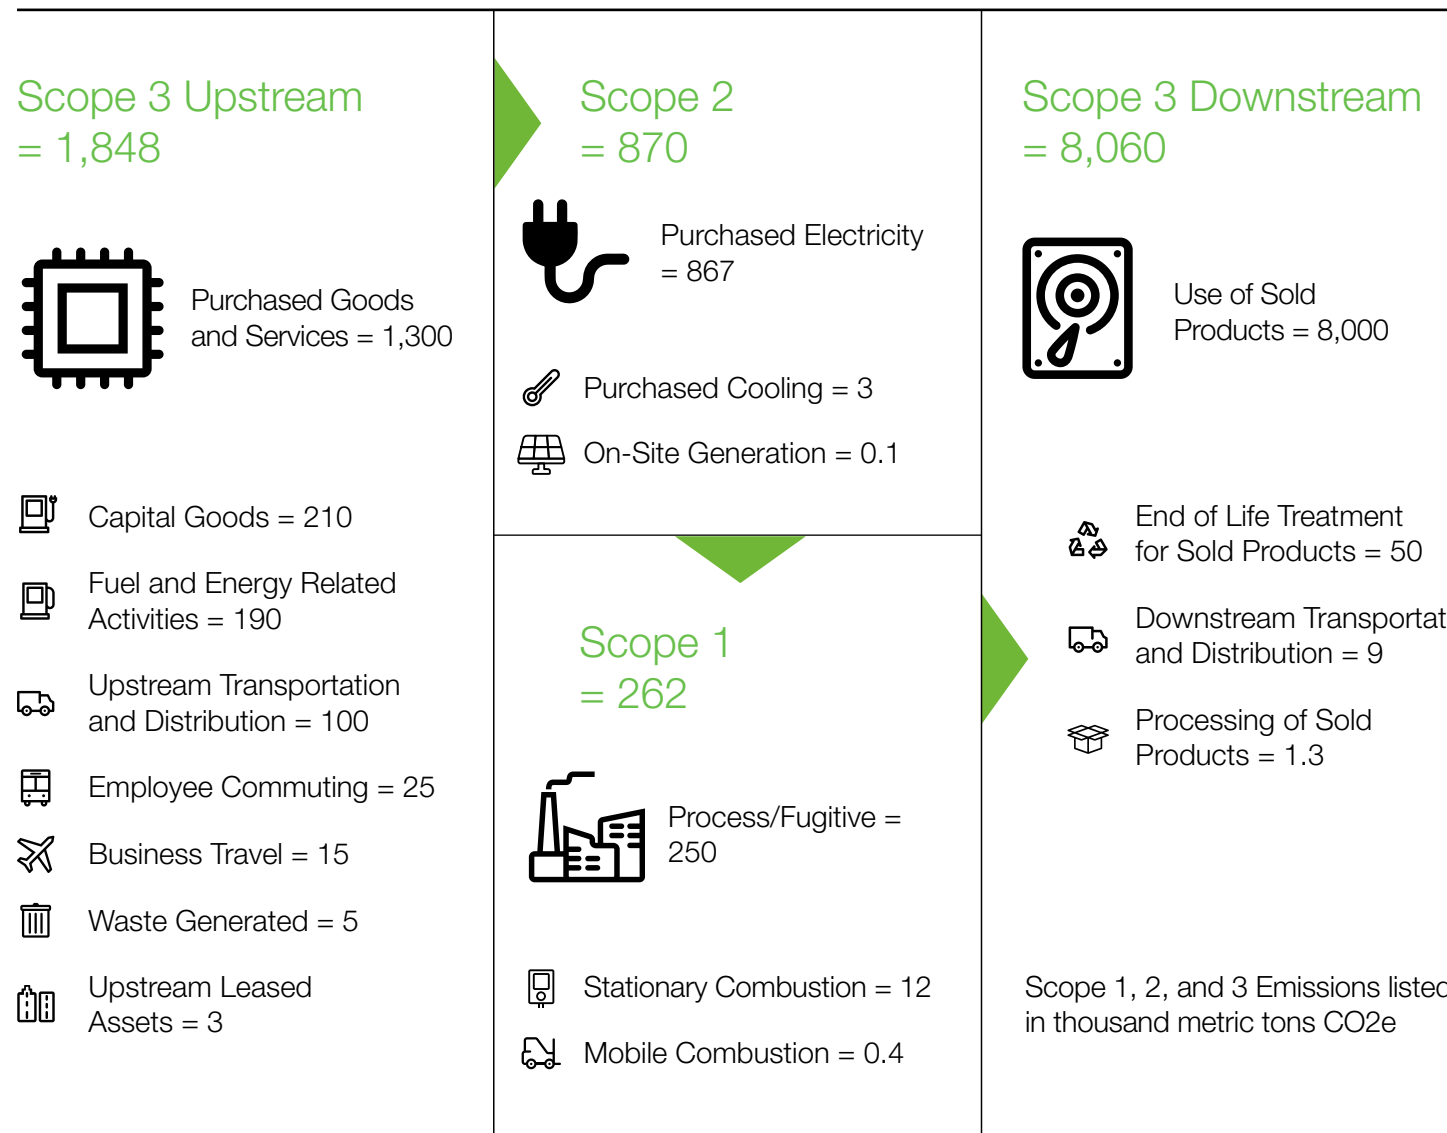 Scope 3 Upstream
= 1,848
Purchased Goods
and Services = 1,300
Capital Goods = 210
Fuel and Energy Related
Activities = 190
Upstream Transportation
and Distribution = 100
Employee Commuting = 25
Business Travel = 15
Waste Generated = 5
Upstream Leased
Assets = 3
Scope 2
= 870
Purchased Electricity
= 867
Purchased Cooling = 3
On-Site Generation = 0.1
Scope 1
= 262
Process/Fugitive =
250
Stationary Combustion = 12
Mobile Combustion = 0.4
Scope 3 Downstream
= 8,060
Use of Sold
Products = 8,000
End of Life Treatment
for Sold Products = 50
Downstream Transportat
and Distribution = 9
Processing of Sold
Products = 1.3
Scope 1, 2, and 3 Emissions listed
in thousand metric tons CO2e